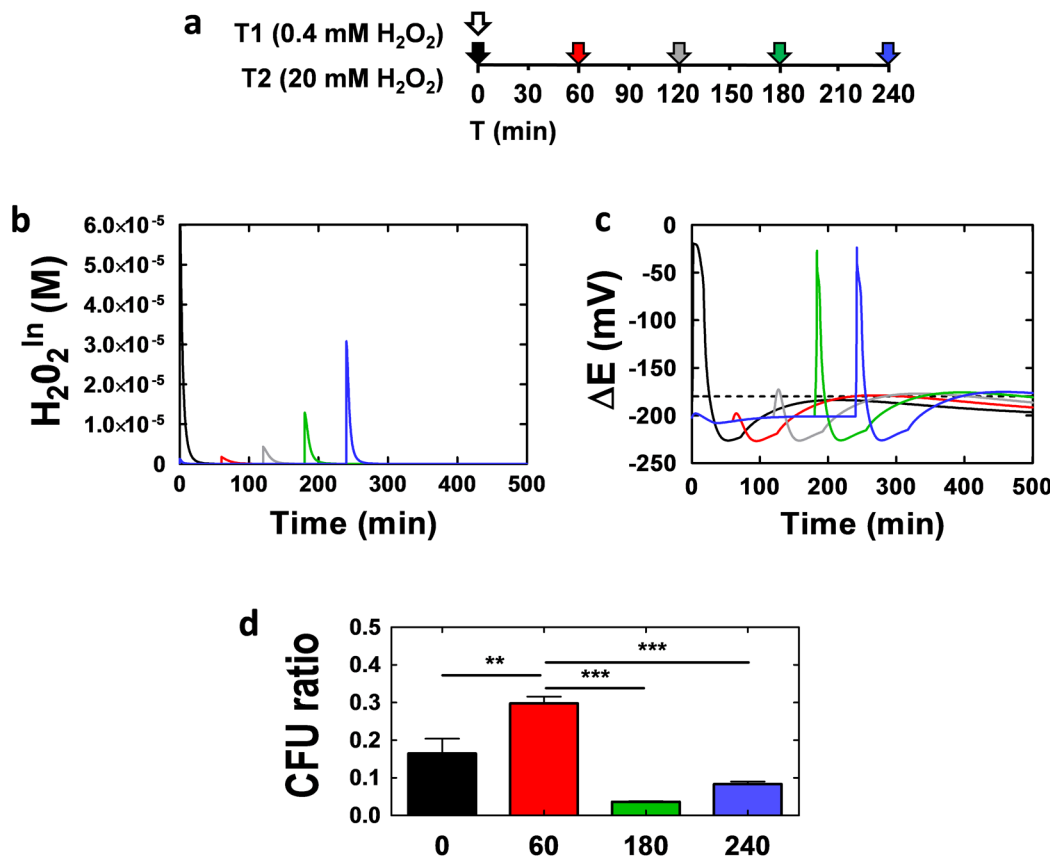 a
T1 (0.4 mM H₂O₂)
T2 (20 mM H₂O₂)
0 30 60 90 120 150 180 210 240
T (min)
b
H₂0₂ᴵⁿ (M)
6.0×10⁻⁵
5.0×10⁻⁵
4.0×10⁻⁵
3.0×10⁻⁵
2.0×10⁻⁵
1.0×10⁻⁵
0
0 100 200 300 400 500
Time (min)
c
ΔE (mV)
0
-50
-100
-150
-200
-250
0 100 200 300 400 500
Time (min)
d
CFU ratio
0.5
0.4
0.3
0.2
0.1
0.0
***
**
***
0 60 180 240